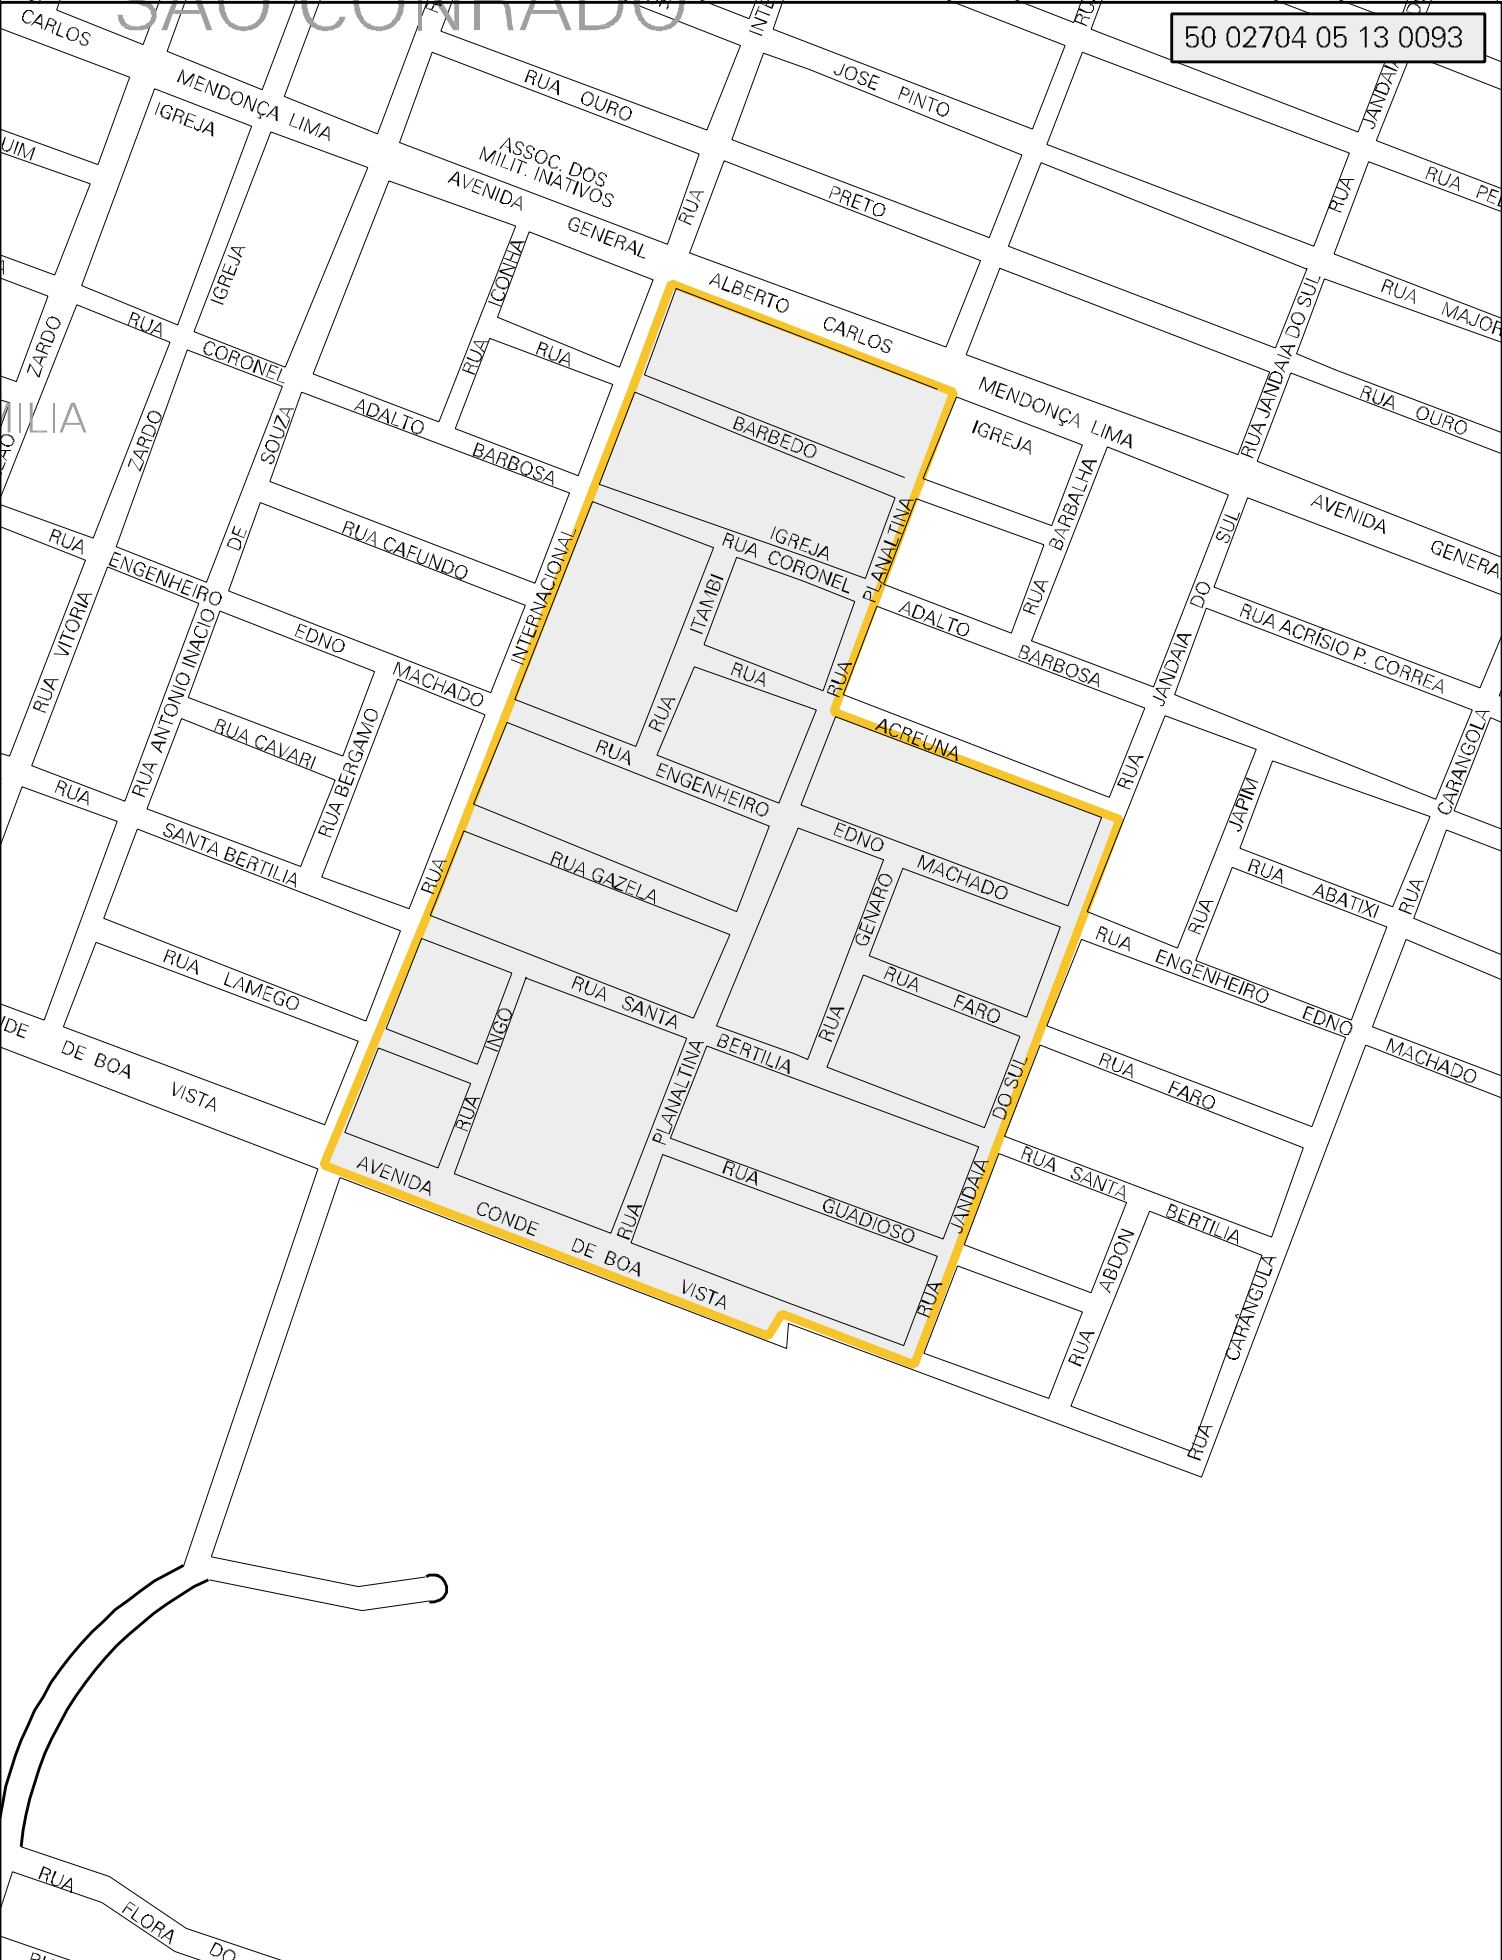 SÃO CONRADO
50 02704 05 13 0093
CARLOS
MENDONÇA LIMA
IGREJA
RUA OURO
ASSOC. DOS
MILIT. INATIVOS
AVENIDA
GENERAL
RUA
JOSE PINTO
PRETO
JANDAIA
RUA
RUA
RUA MAJOR
ALBERTO
CARLOS
MENDONÇA LIMA
IGREJA
ICONHA
RUA
RUA
IGREJA
ZARDO
RUA
CORONEL
ADALTO
BARBOSA
SOUZA
DE
ZARDO
RUA JANDAIA DO SUL
RUA OURO
AVENIDA
BARBEDO
IGREJA
PLANALTINA
RUA
BARBALHA
RUA
RUA CORONEL
ADALTO
BARBOSA
SUL
DO
JANDAIA
RUA
RUA ACRÍSIO P. CORREA
RUA CAFUNDO
INTERNACIONAL
RUA
RUA
ENGENHEIRO
EDNO
MACHADO
RUA VITORIA
RUA ANTONIO INACIO
RUA CAVARI
RUA BERGAMO
ITAMBI
RUA
RUA
ACREUNA
RUA
ENGENHEIRO
EDNO
MACHADO
CARANGOLA
RUA
JAPIM
RUA
RUA ABATIXI
RUA
SANTA BERTILIA
RUA GAZELA
GENARO
RUA
RUA FARO
RUA
ENGENHEIRO
EDNO
MACHADO
RUA
LAMEGO
RUA SANTA
BERTILIA
INGO
RUA
PLANALTINA
RUA
DO SUL
JANDAIA
RUA
RUA FARO
DE BOA
VISTA
RUA SANTA
BERTILIA
AVENIDA
CONDE
DE BOA
VISTA
RUA
GUADIOSO
ABDON
RUA
CARÂNGULA
RUA
RUA
FLORA
DO